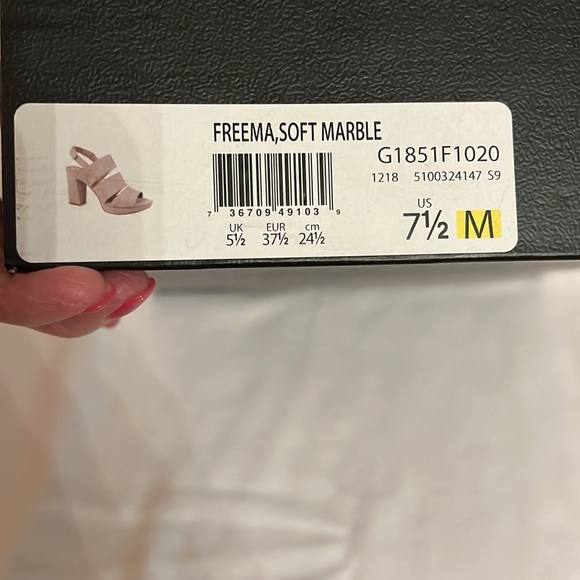 FREEMA,SOFT MARBLE
G1851F1020
1218 5100324147 S9
7 36709 49103 9
UK EUR cm
5½ 37½ 24½
US
7½ M